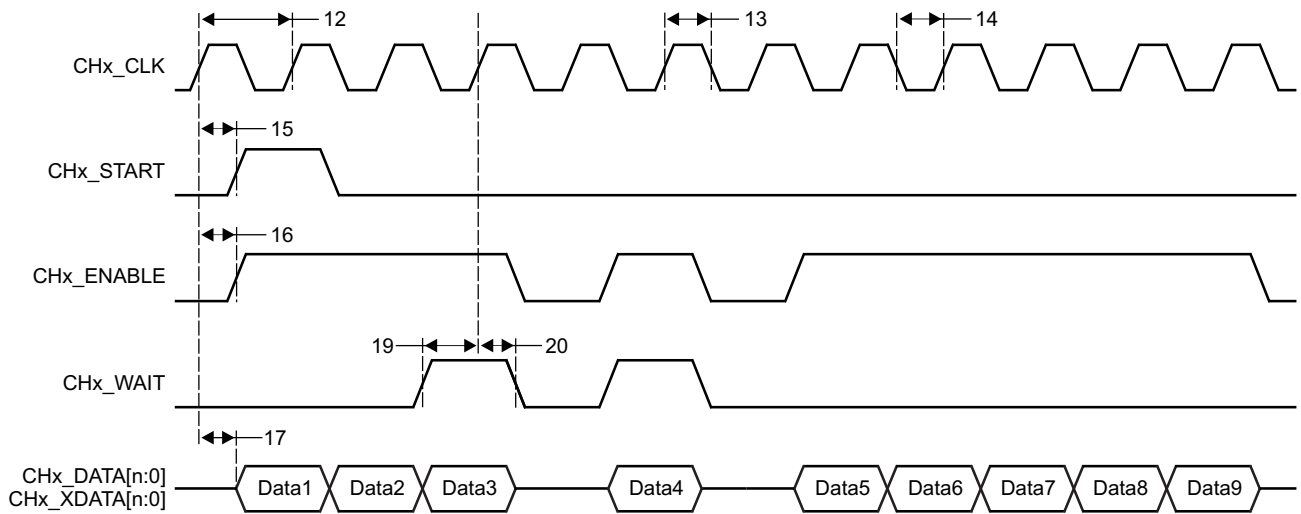 12
13
14
CHx_CLK
15
CHx_START
16
CHx_ENABLE
19
20
CHx_WAIT
17
CHx_DATA[n:0]
CHx_XDATA[n:0]
Data1 Data2 Data3 Data4 Data5 Data6 Data7 Data8 Data9